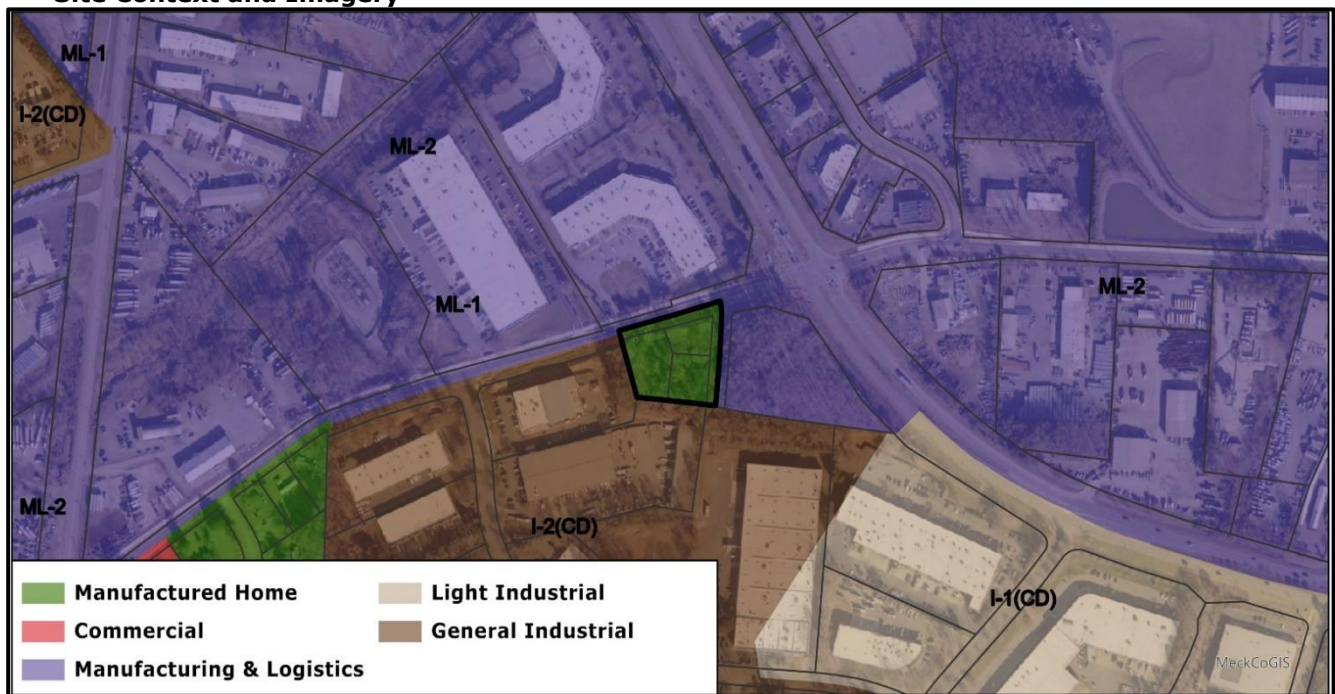 Site Context and Imagery
ML-1
I-2(CD)
ML-2
ML-1
ML-2
ML-2
I-2(CD)
I-1(CD)
Manufactured Home
Light Industrial
Commercial
General Industrial
Manufacturing & Logistics
MeckCoGIS